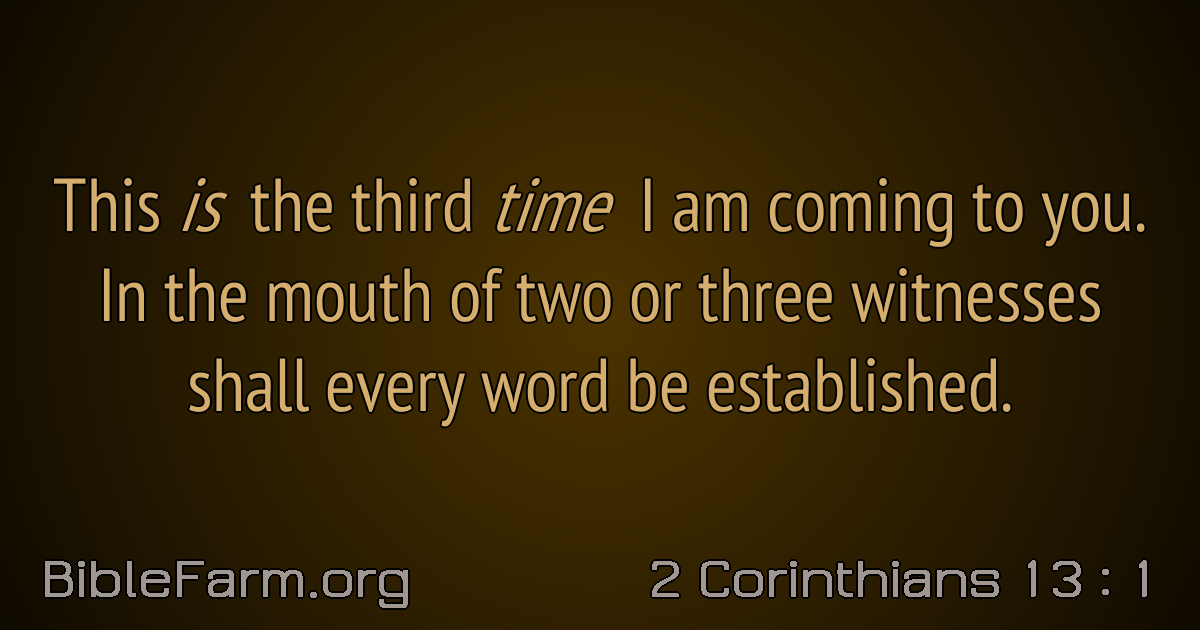 This is the third time I am coming to you.
In the mouth of two or three witnesses
shall every word be established.
BibleFarm.org
2 Corinthians 13 : 1